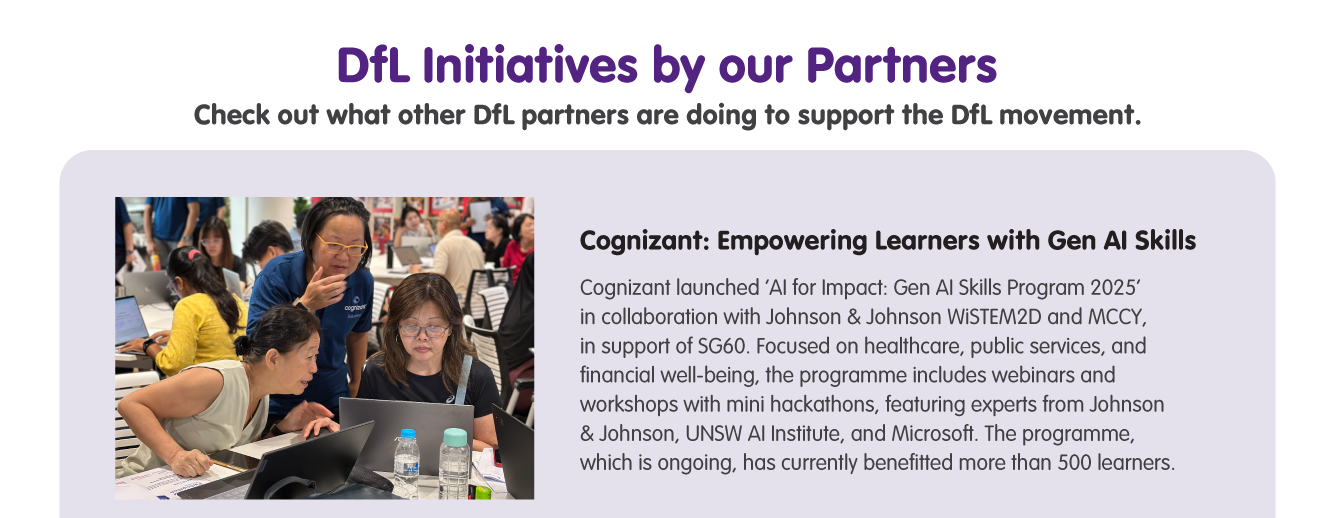 DfL Initiatives by our Partners
Check out what other DfL partners are doing to support the DfL movement.
Cognizant: Empowering Learners with Gen AI Skills
Cognizant launched ‘AI for Impact: Gen AI Skills Program 2025’
in collaboration with Johnson & Johnson WiSTEM2D and MCCY,
in support of SG60. Focused on healthcare, public services, and
financial well-being, the programme includes webinars and
workshops with mini hackathons, featuring experts from Johnson
& Johnson, UNSW AI Institute, and Microsoft. The programme,
which is ongoing, has currently benefitted more than 500 learners.
cognizant